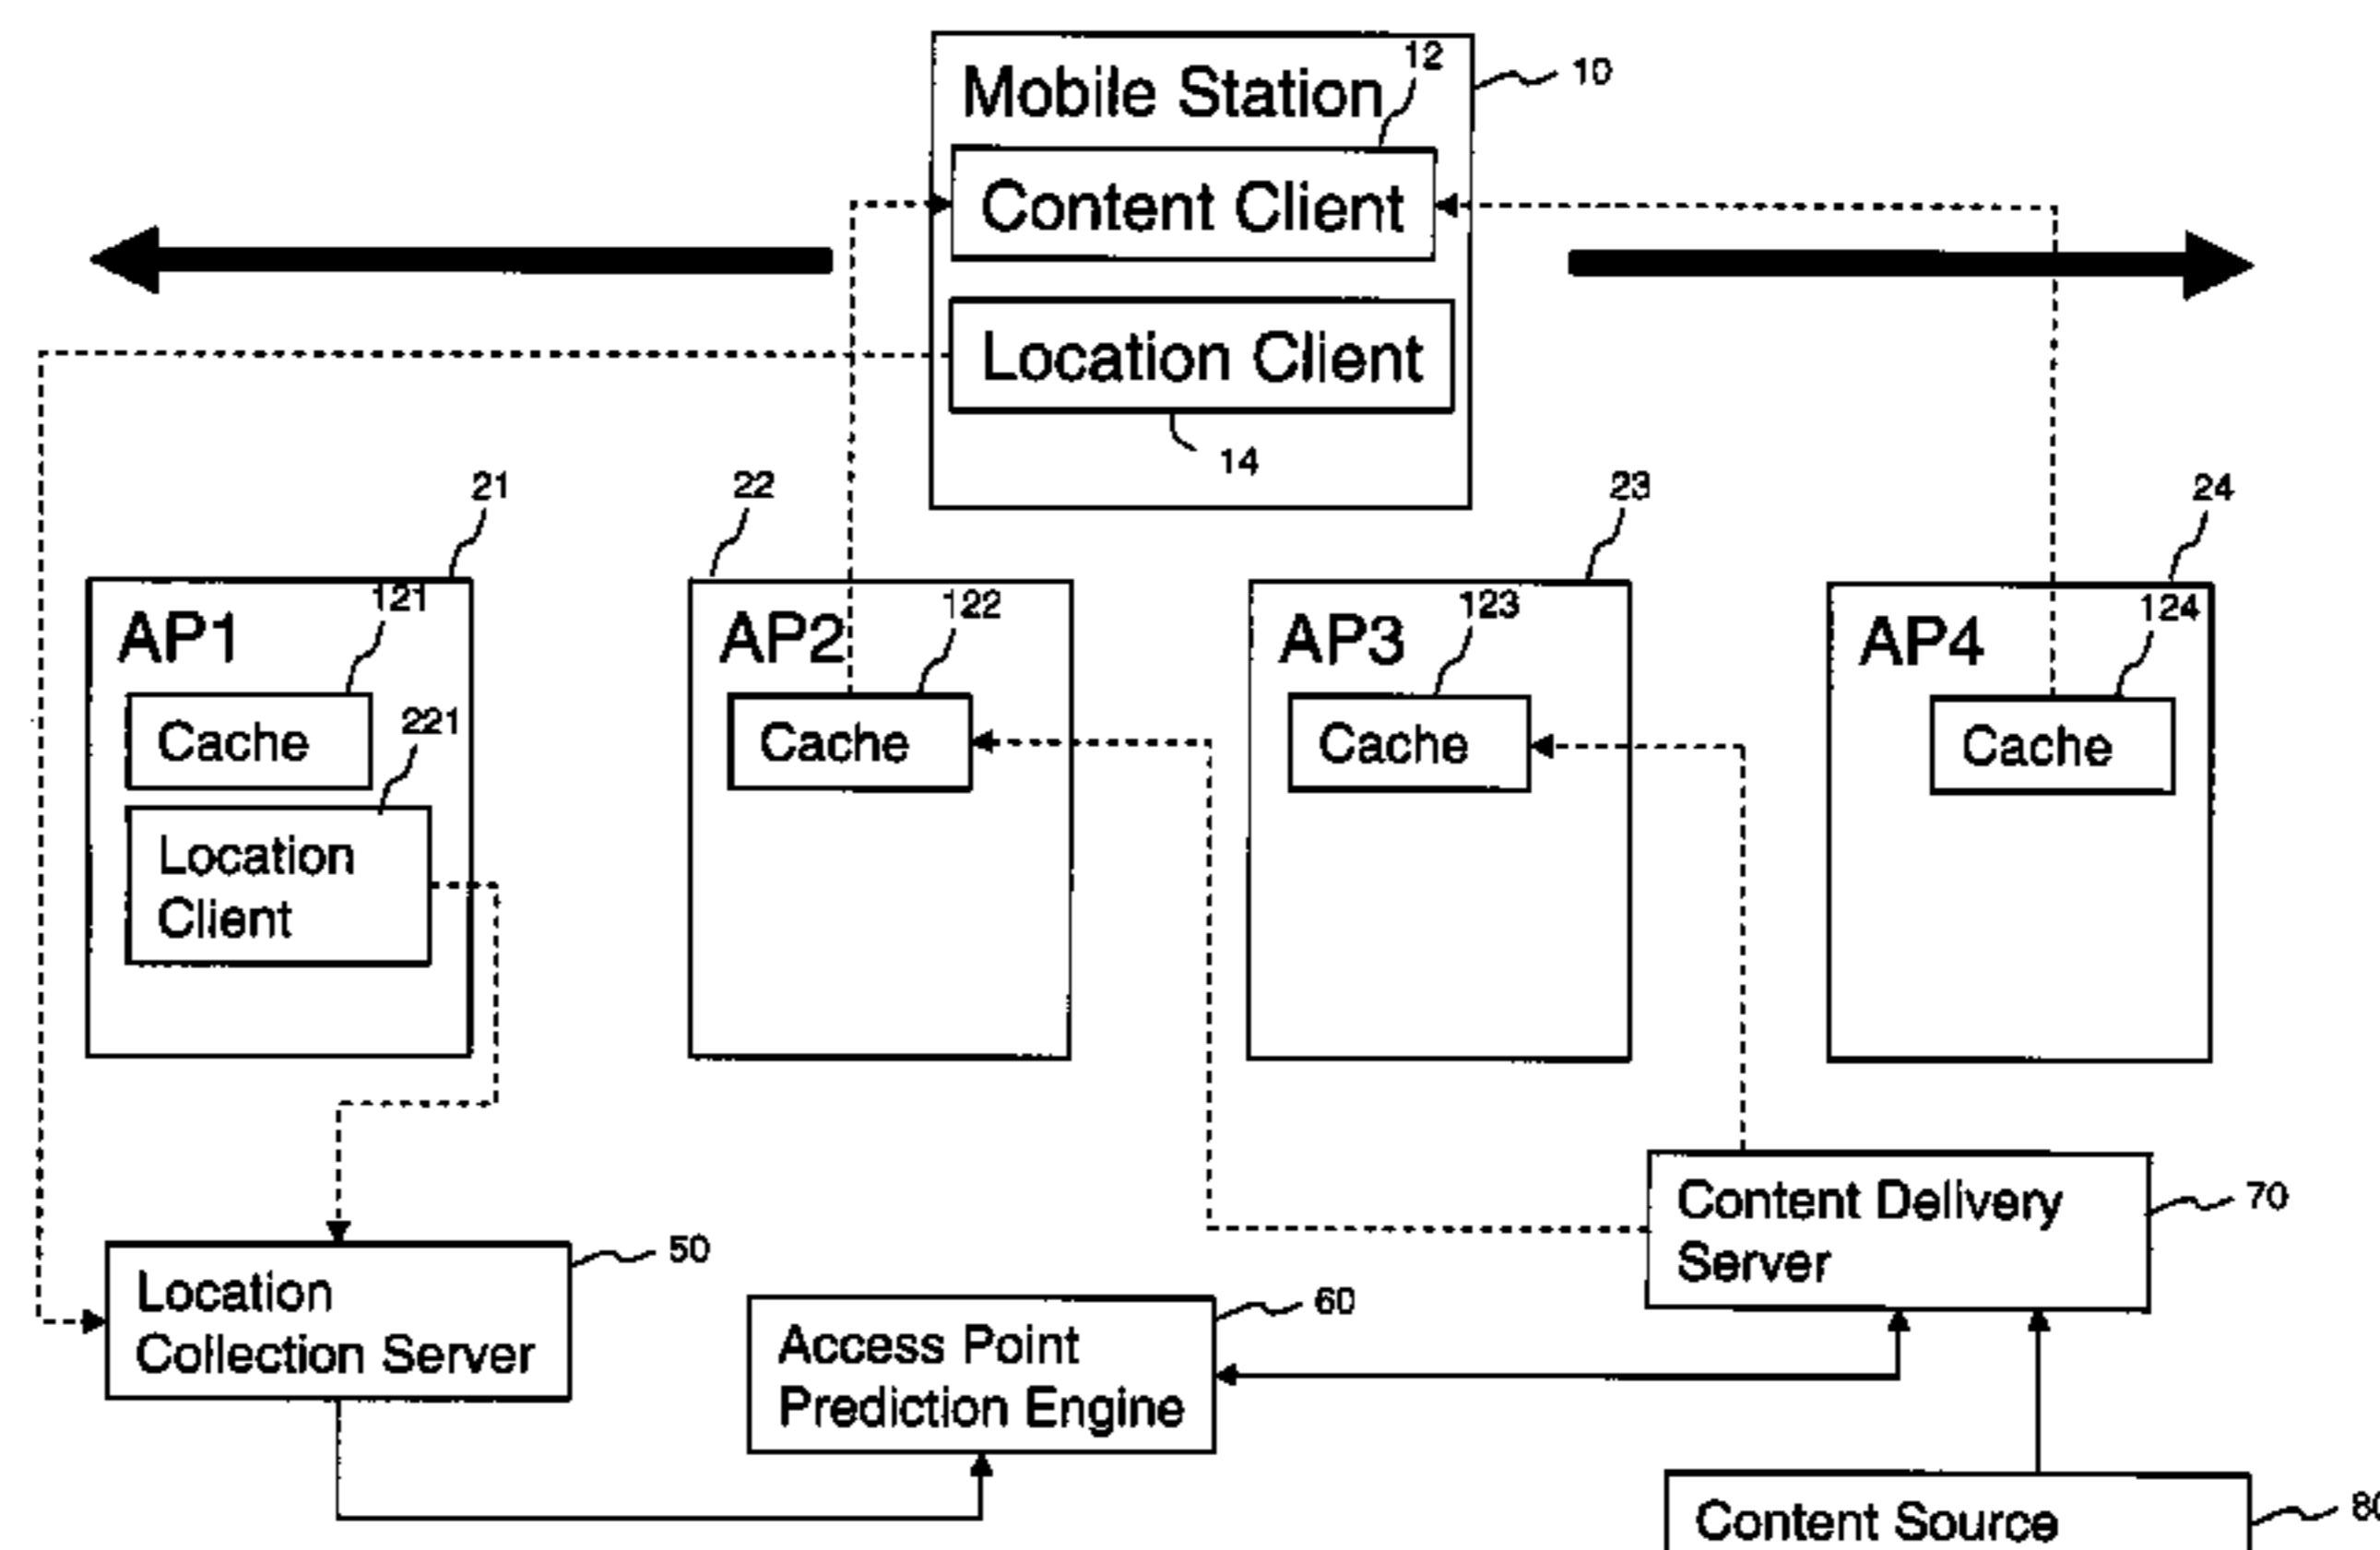 12
10
Mobile Station
Content Client
Location Client
14
21
22
23
24
AP1
121
AP2
122
AP3
123
AP4
124
Cache
221
Cache
Cache
Cache
Location
Client
Content Delivery
Server
70
Location
Collection Server
50
Access Point
Prediction Engine
60
Content Source
80